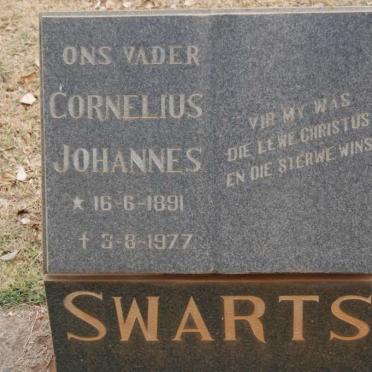 ONS VADER
CORNELIUS
JOHANNES
★ 16-6-1891
† 3-8-1977
VIR MY WAS
DIE LEWE CHRISTUS
EN DIE STERWE WINS
SWARTS